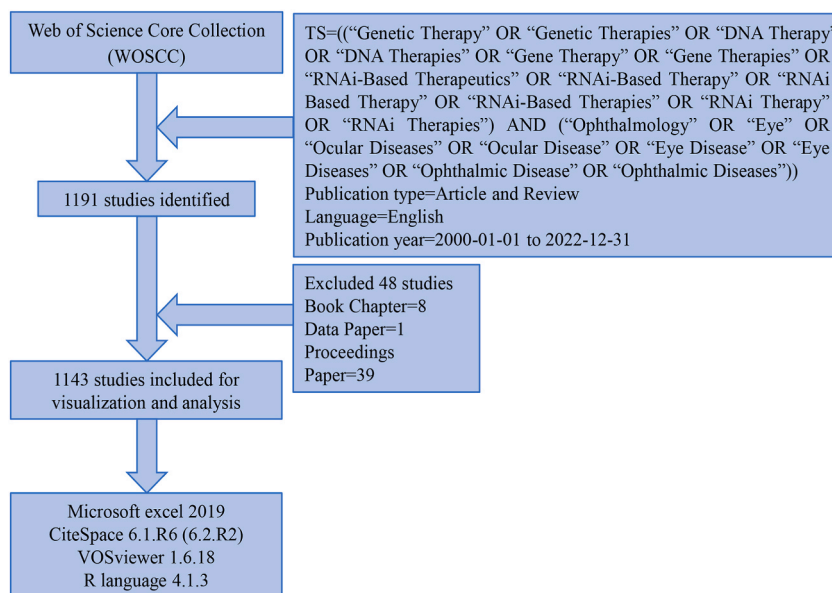 Web of Science Core Collection
(WOSCC)
TS=((“Genetic Therapy” OR “Genetic Therapies” OR “DNA Therapy”
OR “DNA Therapies” OR “Gene Therapy” OR “Gene Therapies” OR
“RNAi-Based Therapeutics” OR “RNAi-Based Therapy” OR “RNAi
Based Therapy” OR “RNAi-Based Therapies” OR “RNAi Therapy”
OR “RNAi Therapies”) AND (“Ophthalmology” OR “Eye” OR
“Ocular Diseases” OR “Ocular Disease” OR “Eye Disease” OR “Eye
Diseases” OR “Ophthalmic Disease” OR “Ophthalmic Diseases”))
Publication type=Article and Review
Language=English
Publication year=2000-01-01 to 2022-12-31
1191 studies identified
Excluded 48 studies
Book Chapter=8
Data Paper=1
Proceedings
Paper=39
1143 studies included for
visualization and analysis
Microsoft excel 2019
CiteSpace 6.1.R6 (6.2.R2)
VOSviewer 1.6.18
R language 4.1.3